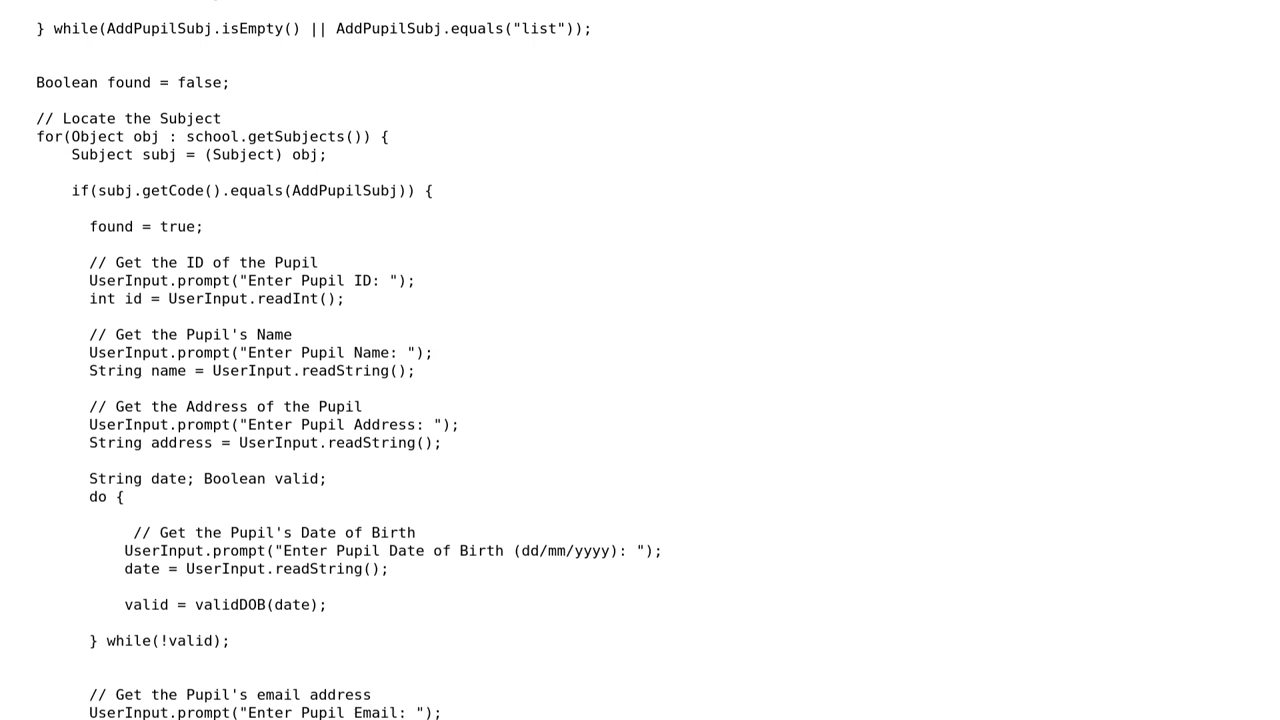 } while(AddPupilSubj.isEmpty() || AddPupilSubj.equals("list"));
Boolean found = false;
// Locate the Subject
for(Object obj : school.getSubjects()) {
Subject subj = (Subject) obj;
if(subj.getCode().equals(AddPupilSubj)) {
found = true;
// Get the ID of the Pupil
UserInput.prompt("Enter Pupil ID: ");
int id = UserInput.readInt();
// Get the Pupil's Name
UserInput.prompt("Enter Pupil Name: ");
String name = UserInput.readString();
// Get the Address of the Pupil
UserInput.prompt("Enter Pupil Address: ");
String address = UserInput.readString();
String date; Boolean valid;
do {
// Get the Pupil's Date of Birth
UserInput.prompt("Enter Pupil Date of Birth (dd/mm/yyyy): ");
date = UserInput.readString();
valid = validDOB(date);
} while(!valid);
// Get the Pupil's email address
UserInput.prompt("Enter Pupil Email: ");